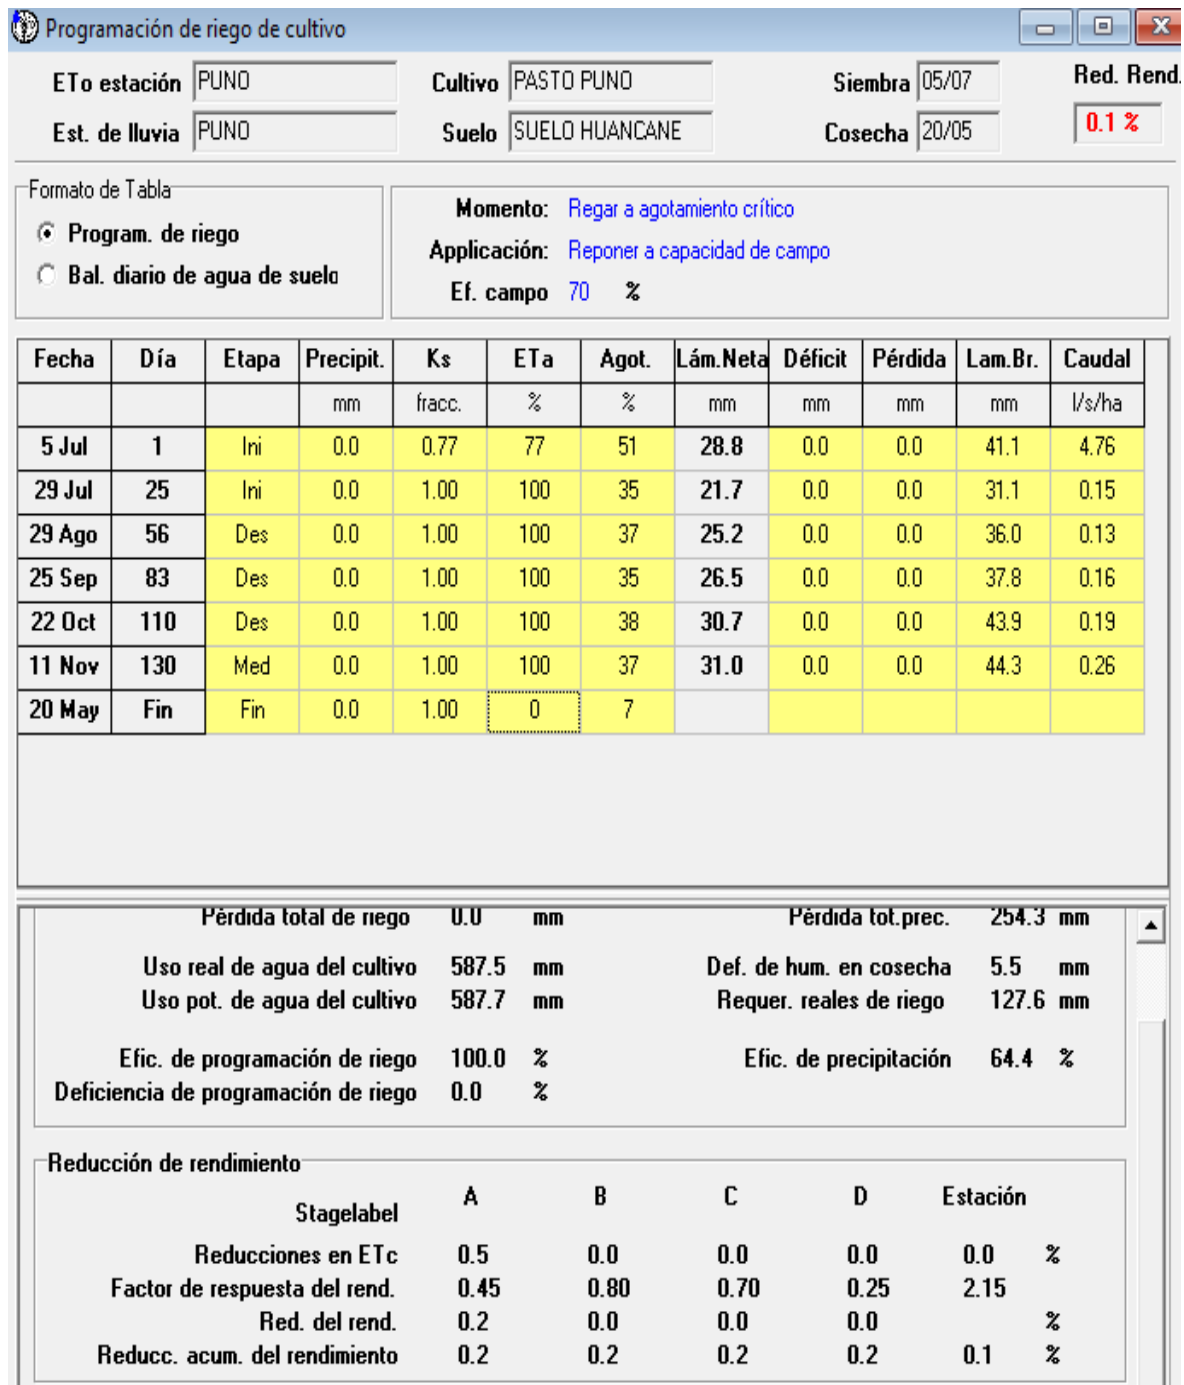 Programación de riego de cultivo
ETo estación PUNO Cultivo PASTO PUNO Siembra 05/07 Red. Rend.
Est. de lluvia PUNO Suelo SUELO HUANCANE Cosecha 20/05 0.1 %
Formato de Tabla
Program. de riego
Bal. diario de agua de suelo
Momento: Regar a agotamiento crítico
Applicación: Reponer a capacidad de campo
Ef. campo 70 %
Fecha Día Etapa Precipit. Ks ETa Agot. Lám.Neta Déficit Pérdida Lam.Br. Caudal
mm fracc. % % mm mm mm mm l/s/ha
5 Jul 1 Ini 0.0 0.77 77 51 28.8 0.0 0.0 41.1 4.76
29 Jul 25 Ini 0.0 1.00 100 35 21.7 0.0 0.0 31.1 0.15
29 Ago 56 Des 0.0 1.00 100 37 25.2 0.0 0.0 36.0 0.13
25 Sep 83 Des 0.0 1.00 100 35 26.5 0.0 0.0 37.8 0.16
22 Oct 110 Des 0.0 1.00 100 38 30.7 0.0 0.0 43.9 0.19
11 Nov 130 Med 0.0 1.00 100 37 31.0 0.0 0.0 44.3 0.26
20 May Fin Fin 0.0 1.00 0 7
Pérdida total de riego 0.0 mm Pérdida tot.prec. 254.3 mm
Uso real de agua del cultivo 587.5 mm Def. de hum. en cosecha 5.5 mm
Uso pot. de agua del cultivo 587.7 mm Requer. reales de riego 127.6 mm
Efic. de programación de riego 100.0 % Efic. de precipitación 64.4 %
Deficiencia de programación de riego 0.0 %
Reducción de rendimiento
Stagelabel A B C D Estación
Reducciones en ETc 0.5 0.0 0.0 0.0 0.0 %
Factor de respuesta del rend. 0.45 0.80 0.70 0.25 2.15
Red. del rend. 0.2 0.0 0.0 0.0 %
Reducc. acum. del rendimiento 0.2 0.2 0.2 0.2 0.1 %